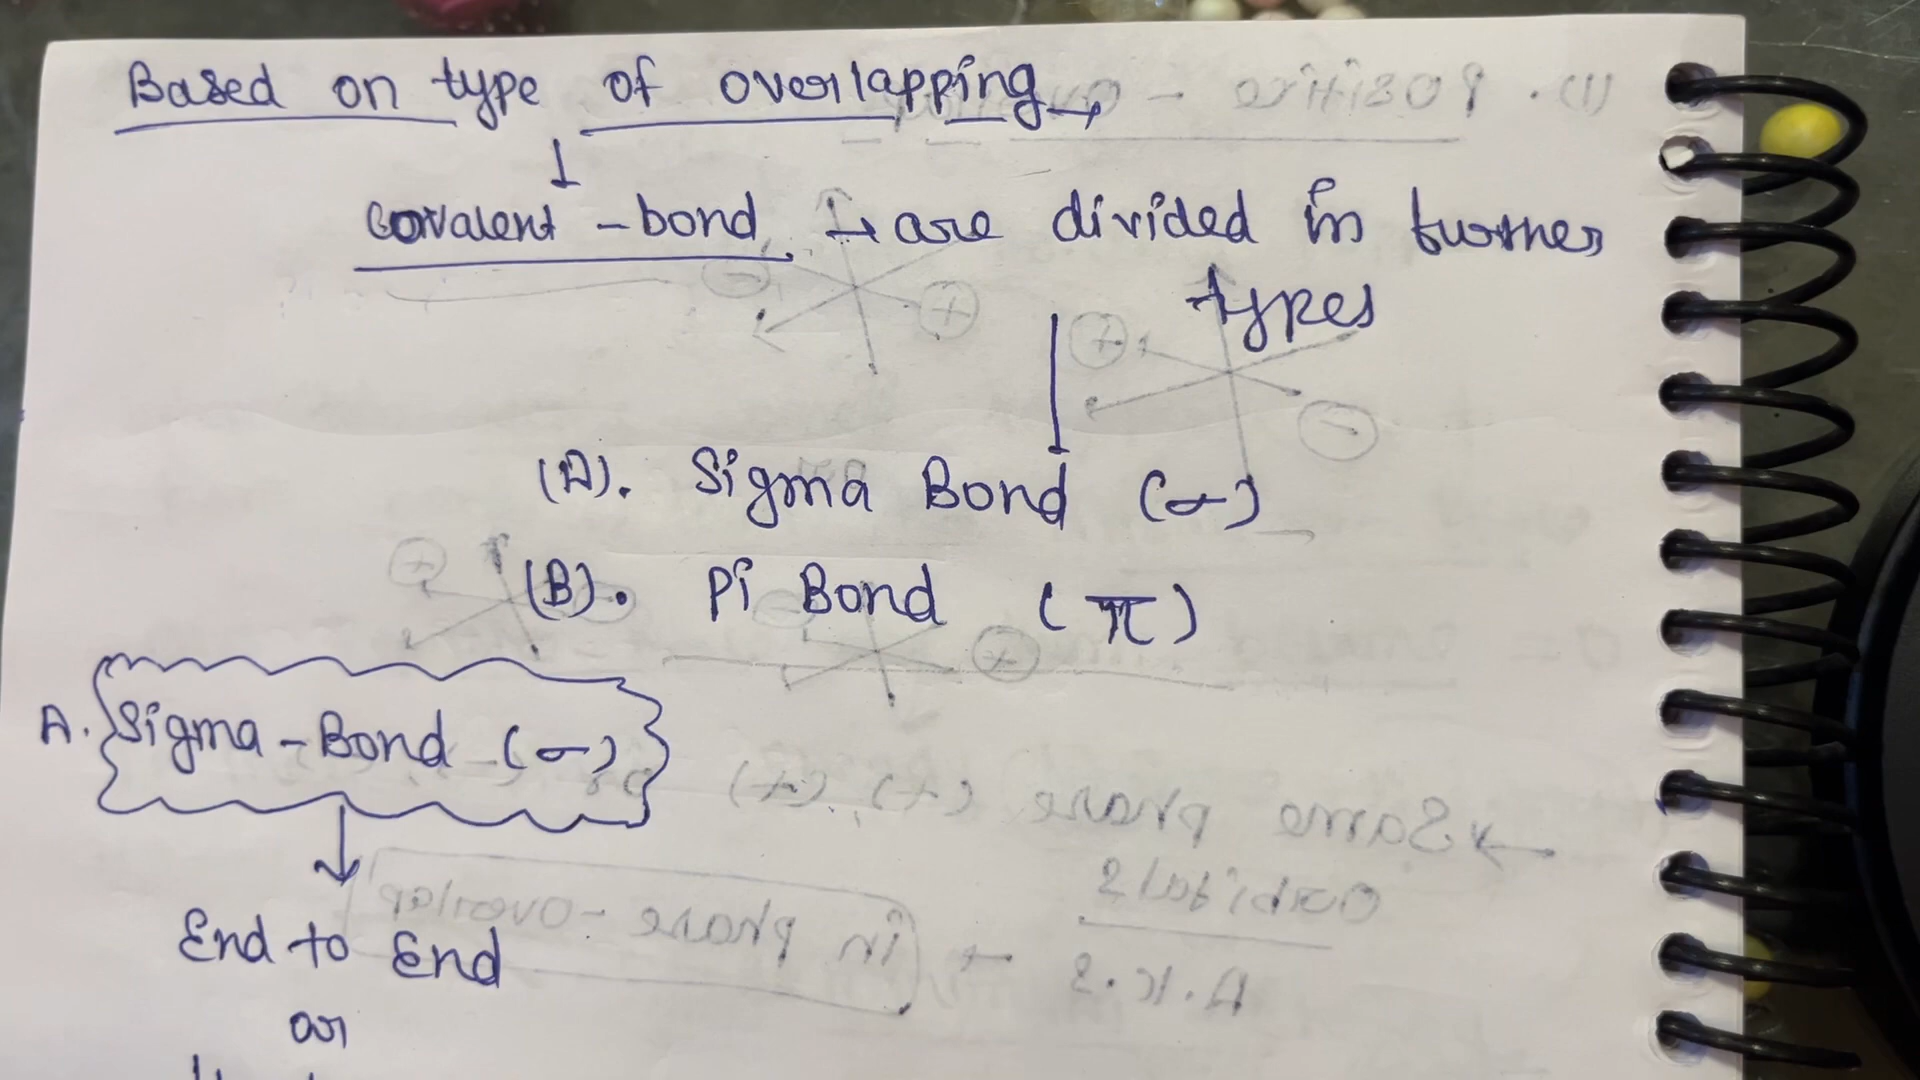 Based on type of overlapping →
↓
Covalent - bond → are divided in further
types
(A). Sigma Bond (σ)
(B). Pi Bond (π)
A. Sigma - Bond (σ)
↓
End to End
or